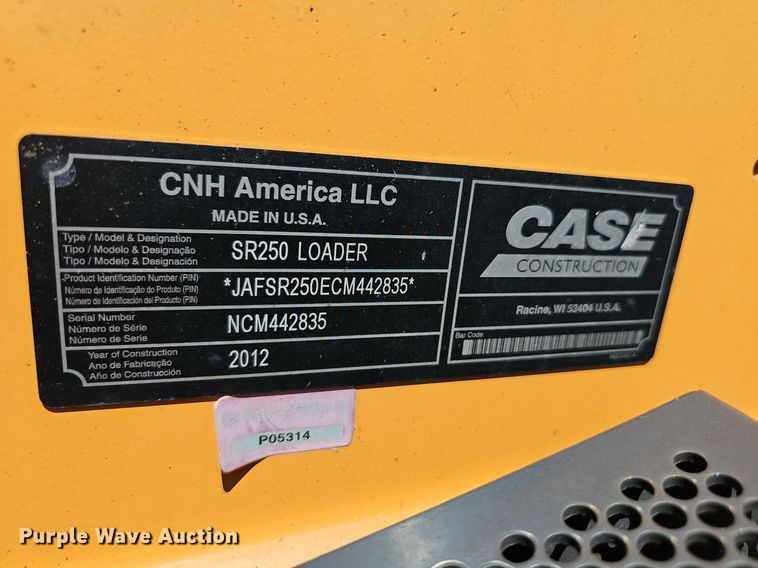 CNH America LLC
MADE IN U.S.A.
Type / Model & Designation
Tipo / Modelo & Designação
Tipo / Modelo & Designación
SR250 LOADER
Product Identification Number (PIN)
Número de Identificação do Produto (PIN)
Número de Identificación del Producto (PIN)
*JAFSR250ECM442835*
Serial Number
Número de Série
Número de Serie
NCM442835
Year of Construction
Ano de Fabricação
Año de Construcción
2012
CASE
CONSTRUCTION
Racine, WI 53404 U.S.A.
Bar Code
P05314
Purple Wave Auction